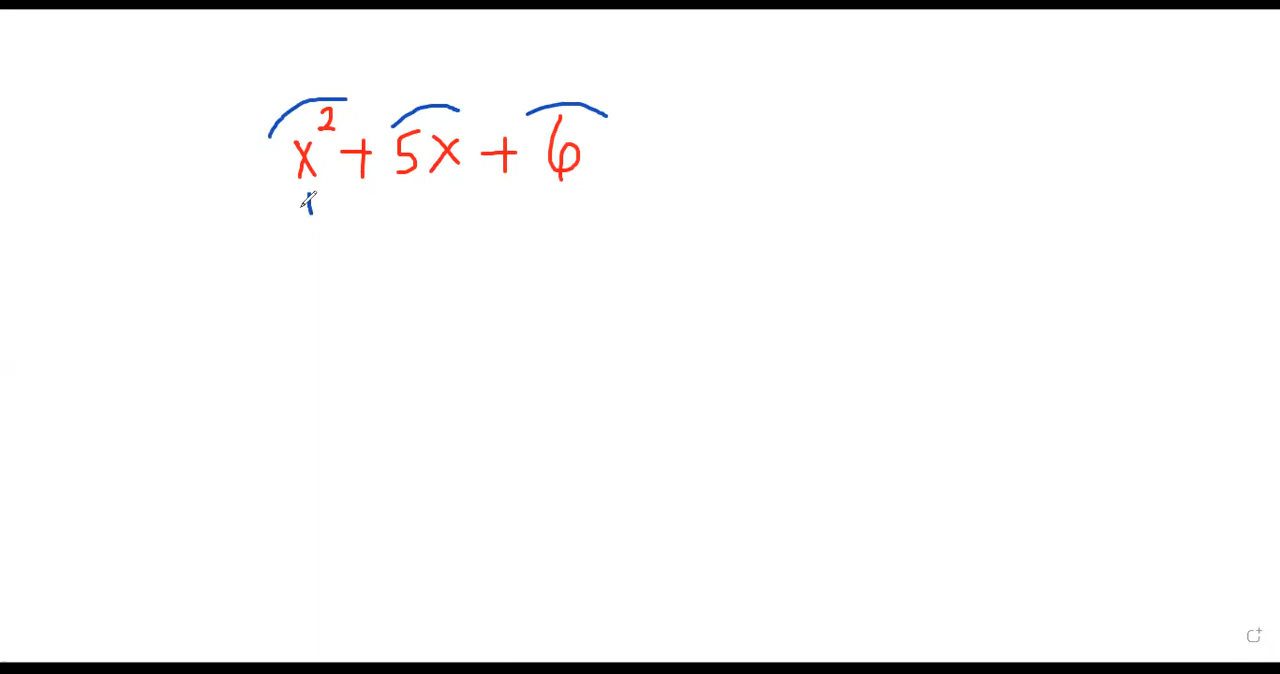 x² + 5x + 6